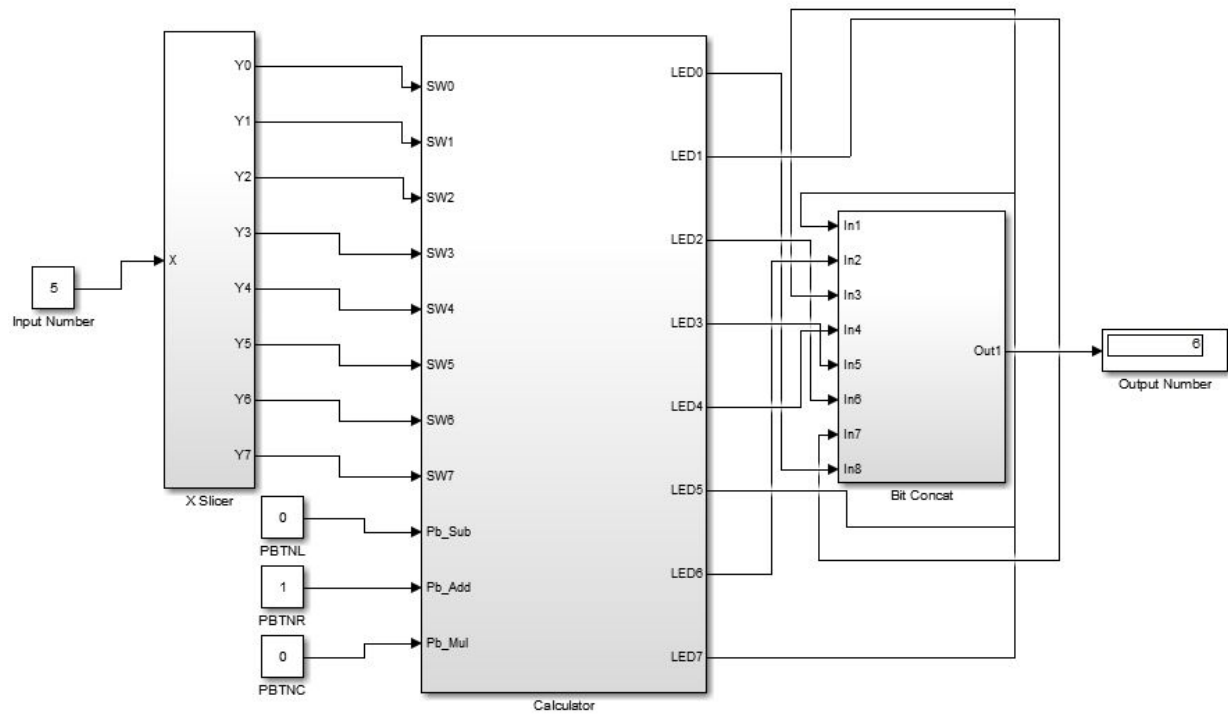 5
Input Number
X
Y0
Y1
Y2
Y3
Y4
Y5
Y6
Y7
X Slicer
0
PBTNL
1
PBTNR
0
PBTNC
SW0
SW1
SW2
SW3
SW4
SW5
SW6
SW7
Pb_Sub
Pb_Add
Pb_Mul
LED0
LED1
LED2
LED3
LED4
LED5
LED6
LED7
Calculator
In1
In2
In3
In4
In5
In6
In7
In8
Out1
Bit Concat
6
Output Number